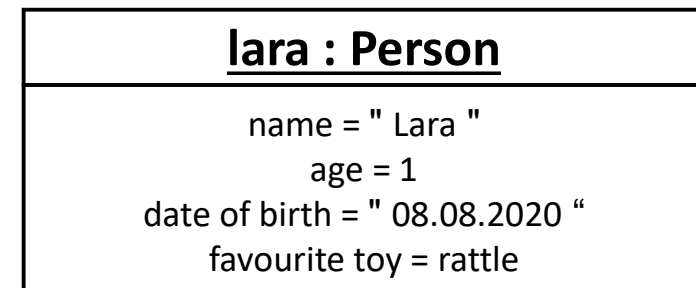 lara : Person
name = " Lara "
age = 1
date of birth = " 08.08.2020 “
favourite toy = rattle